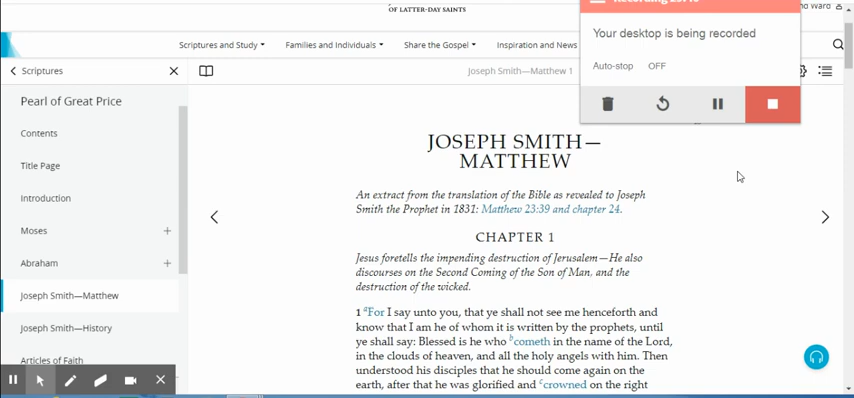 OF LATTER-DAY SAINTS
Ward
Your desktop is being recorded
Auto-stop OFF
Scriptures and Study
Families and Individuals
Share the Gospel
Inspiration and News
Scriptures
Joseph Smith—Matthew 1
Pearl of Great Price
Contents
Title Page
Introduction
Moses
Abraham
Joseph Smith—Matthew
Joseph Smith—History
Articles of Faith
JOSEPH SMITH—
MATTHEW
An extract from the translation of the Bible as revealed to Joseph
Smith the Prophet in 1831: Matthew 23:39 and chapter 24.
CHAPTER 1
Jesus foretells the impending destruction of Jerusalem—He also
discourses on the Second Coming of the Son of Man, and the
destruction of the wicked.
1 aFor I say unto you, that ye shall not see me henceforth and
know that I am he of whom it is written by the prophets, until
ye shall say: Blessed is he who bcometh in the name of the Lord,
in the clouds of heaven, and all the holy angels with him. Then
understood his disciples that he should come again on the
earth, after that he was glorified and ccrowned on the right